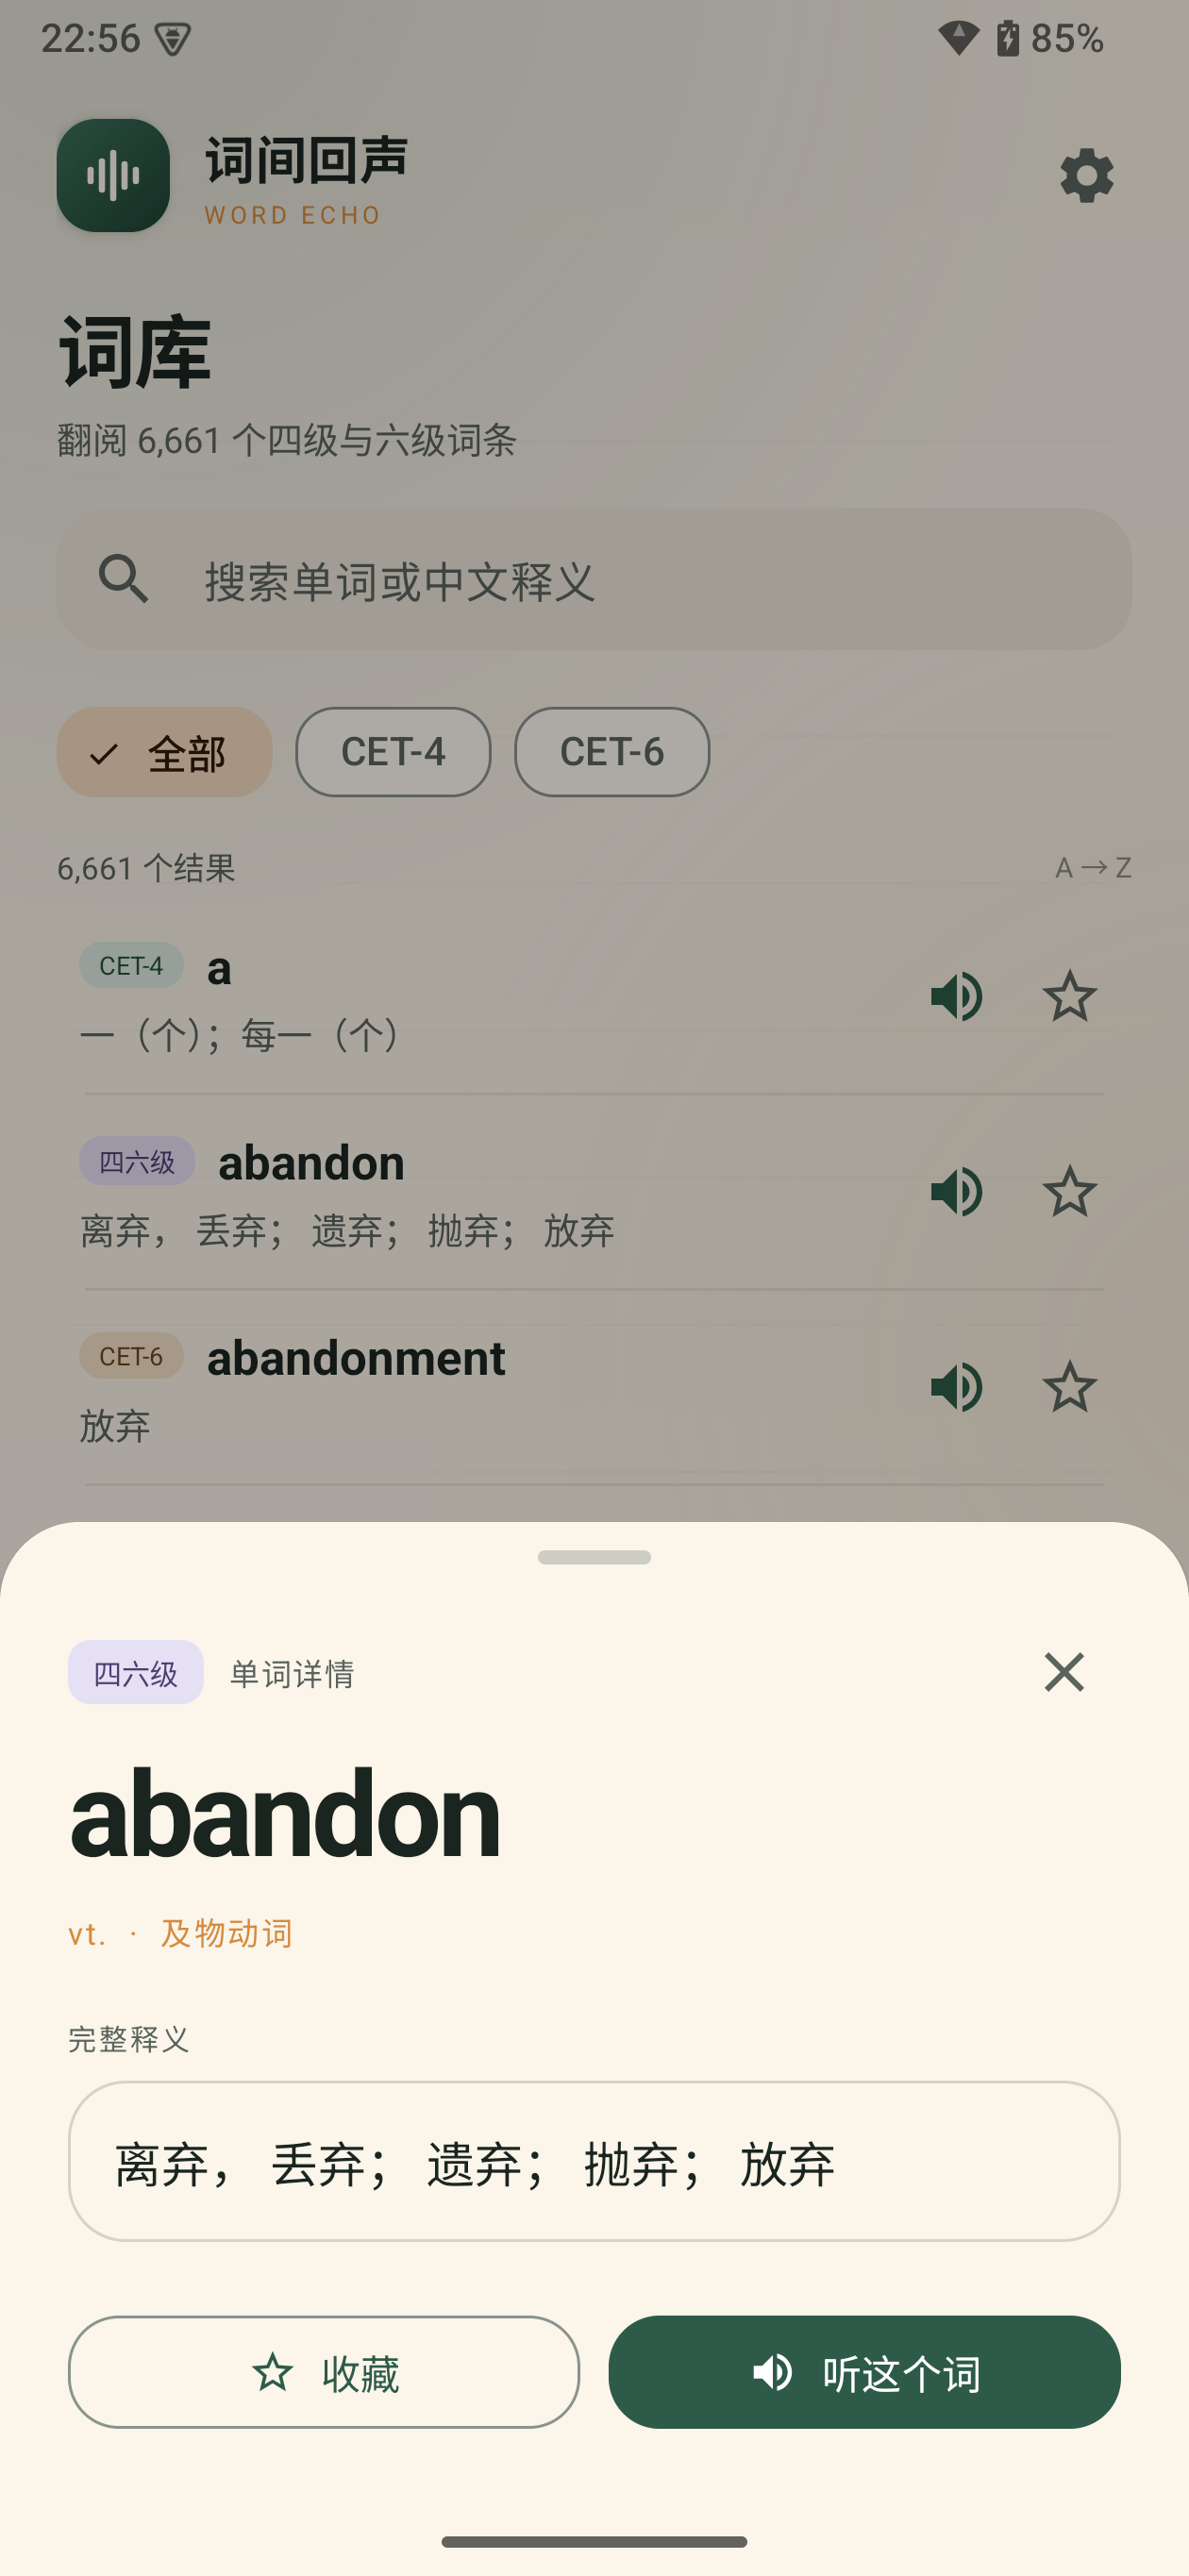 22:56
85%
词间回声
WORD ECHO
词库
翻阅 6,661 个四级与六级词条
搜索单词或中文释义
全部
CET-4
CET-6
6,661 个结果
A → Z
CET-4 a
一（个）；每一（个）
四六级 abandon
离弃， 丢弃； 遗弃； 抛弃； 放弃
CET-6 abandonment
放弃
四六级 单词详情
abandon
vt. · 及物动词
完整释义
离弃， 丢弃； 遗弃； 抛弃； 放弃
收藏
听这个词